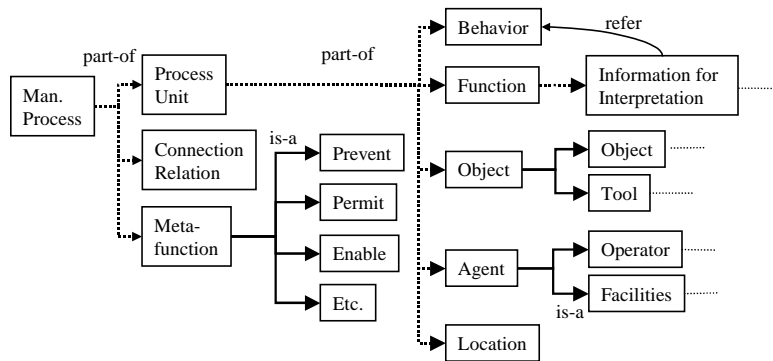 part-of
part-of
Man.
Process
Process
Unit
Connection
Relation
Meta-
function
is-a
Prevent
Permit
Enable
Etc.
Behavior
refer
Function
Information for
Interpretation
Object
Object
Tool
Agent
Operator
Facilities
is-a
Location